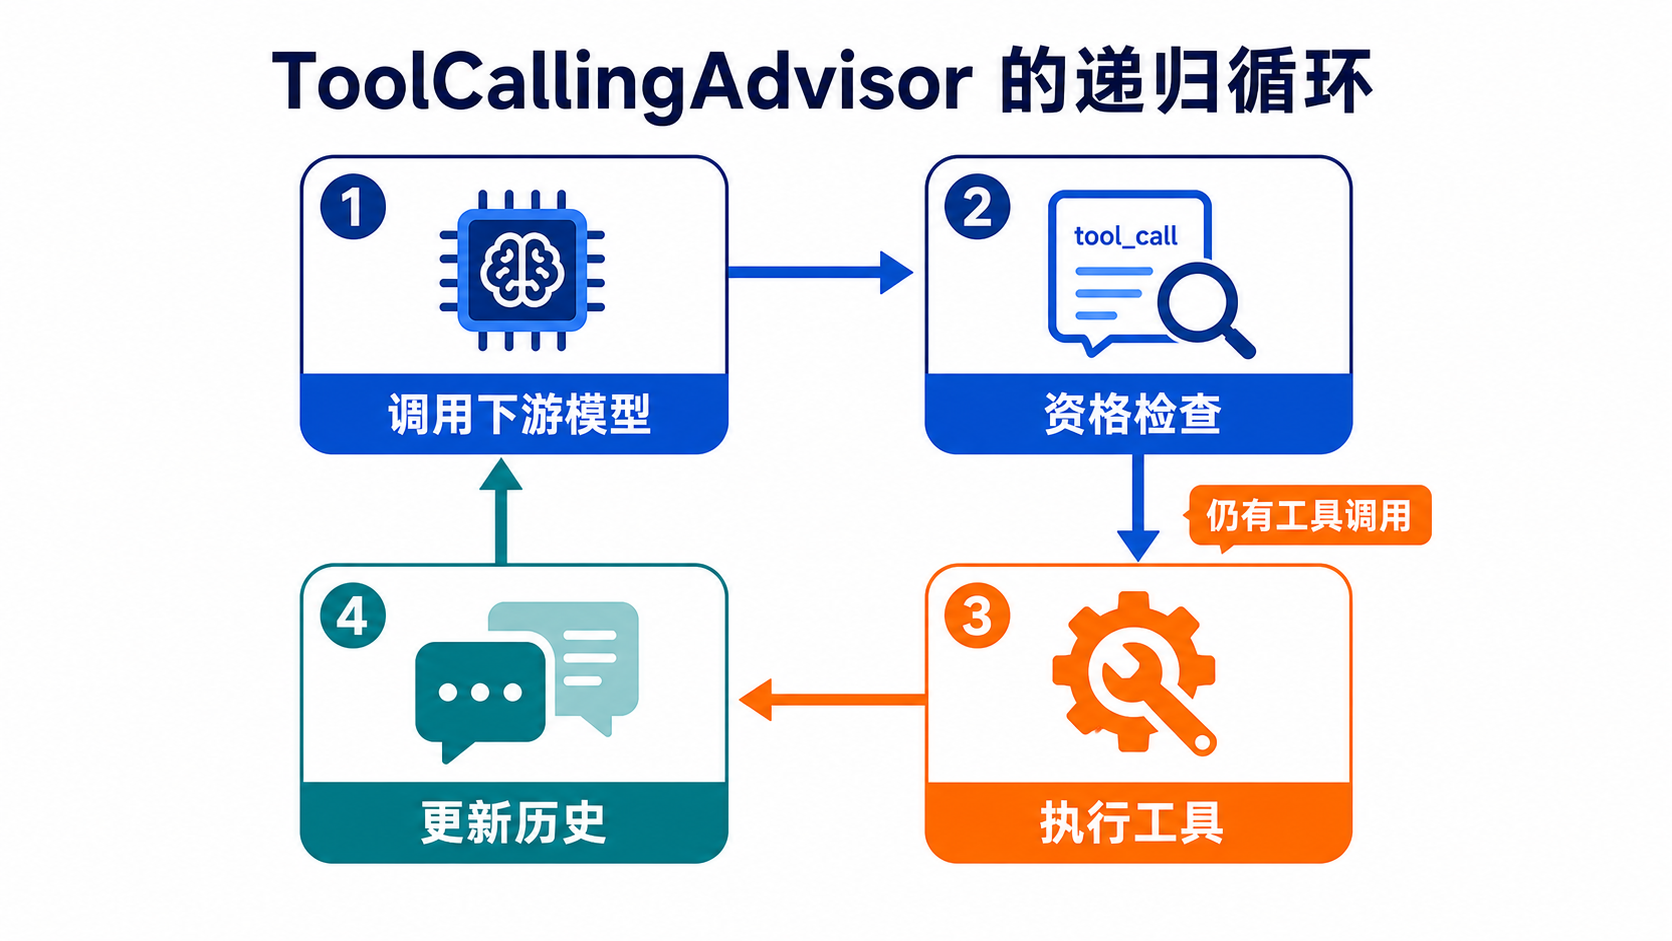 ToolCallingAdvisor 的递归循环
1
调用下游模型
2
tool_call
资格检查
仍有工具调用
3
执行工具
4
更新历史